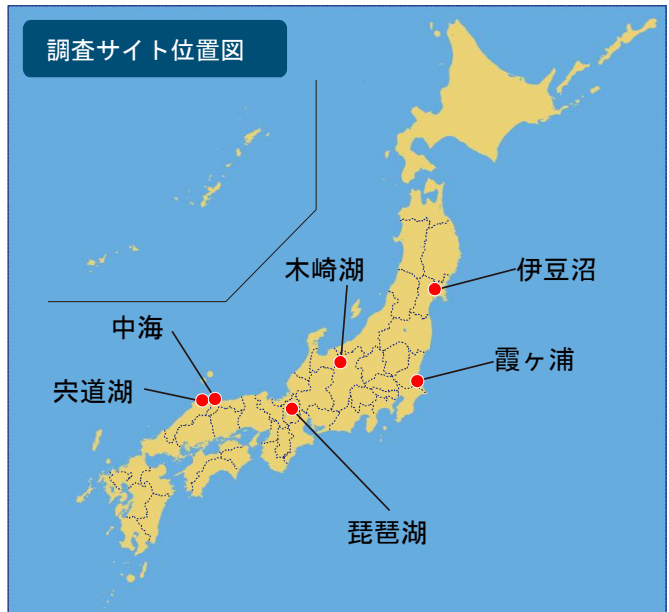 調査サイト位置図
木崎湖
伊豆沼
中海
霞ヶ浦
宍道湖
琵琶湖